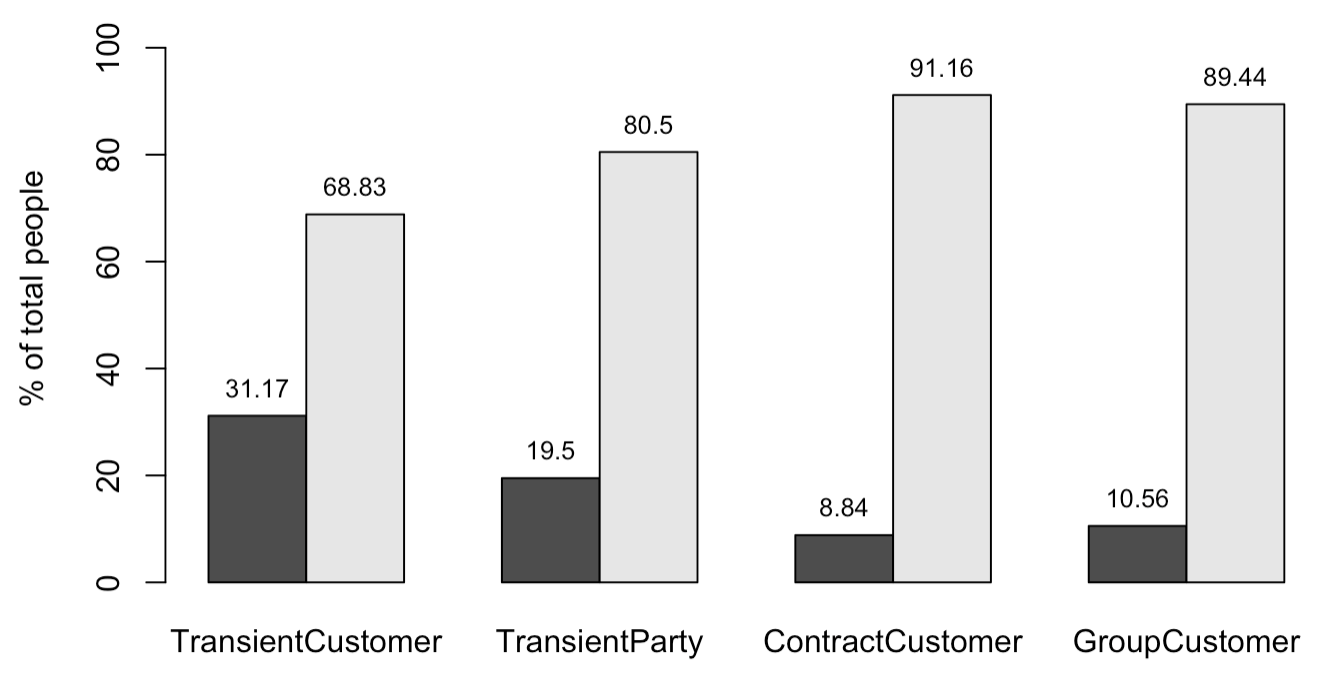 % of total people
100
80
60
40
20
0
31.17
68.83
19.5
80.5
8.84
91.16
10.56
89.44
TransientCustomer
TransientParty
ContractCustomer
GroupCustomer